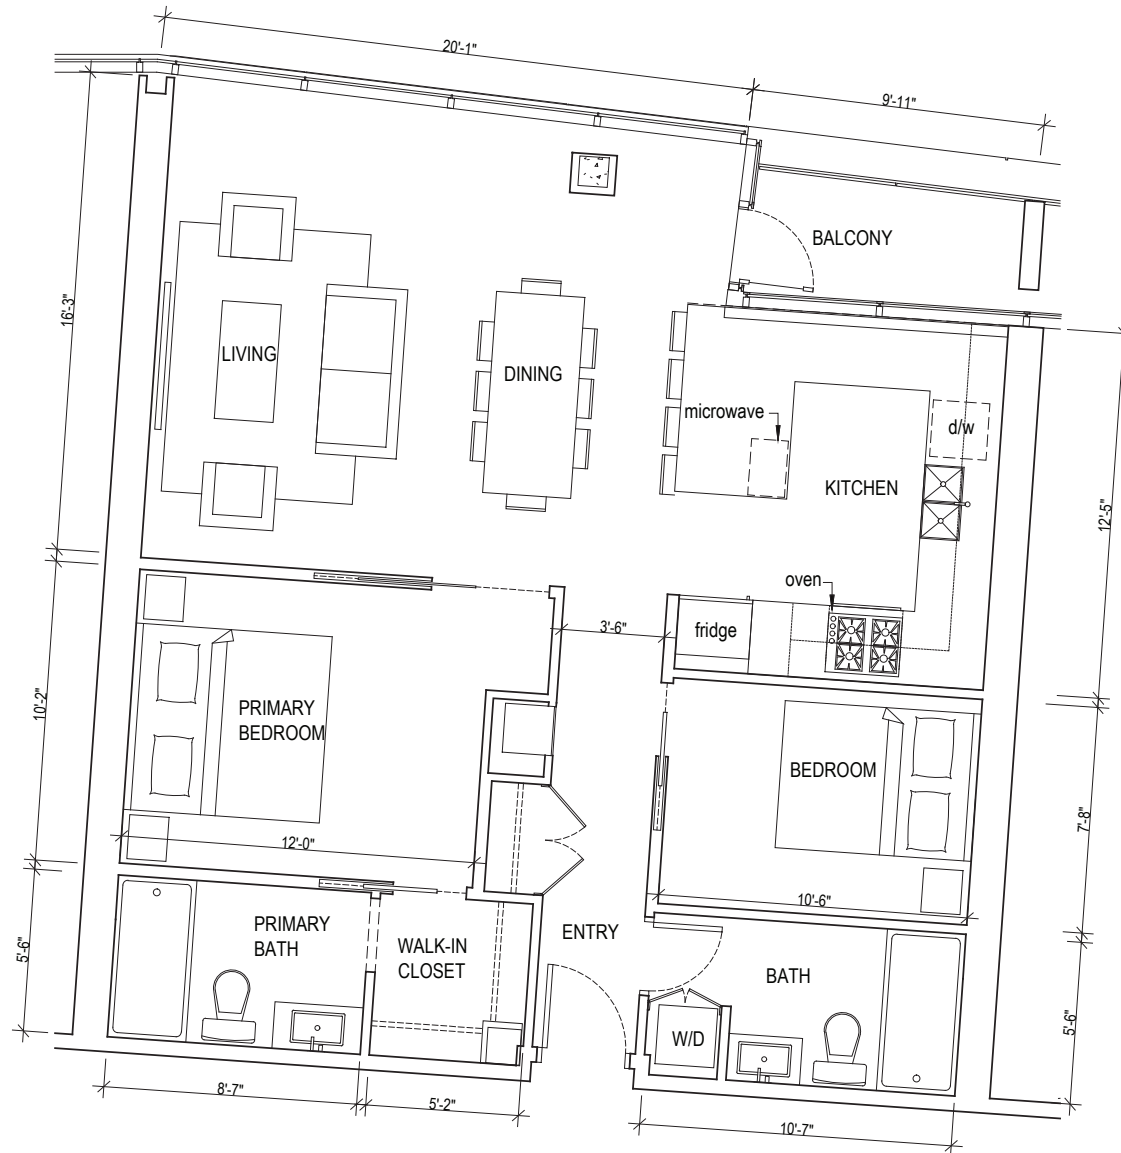 20'-1"
9'-11"
BALCONY
16'-3"
LIVING
DINING
microwave
d/w
KITCHEN
12'-5"
oven
3'-6"
fridge
10'-2"
PRIMARY
BEDROOM
BEDROOM
7'-8"
12'-0"
10'-6"
PRIMARY
BATH
WALK-IN
CLOSET
ENTRY
BATH
5'-6"
5'-6"
W/D
8'-7"
5'-2"
10'-7"